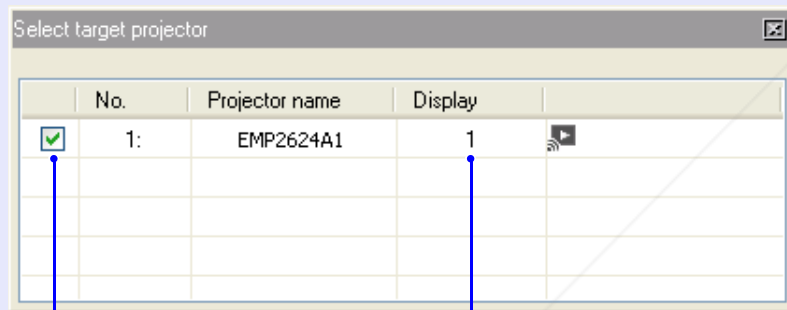 Select target projector
No. Projector name Display
1: EMP2624A1 1